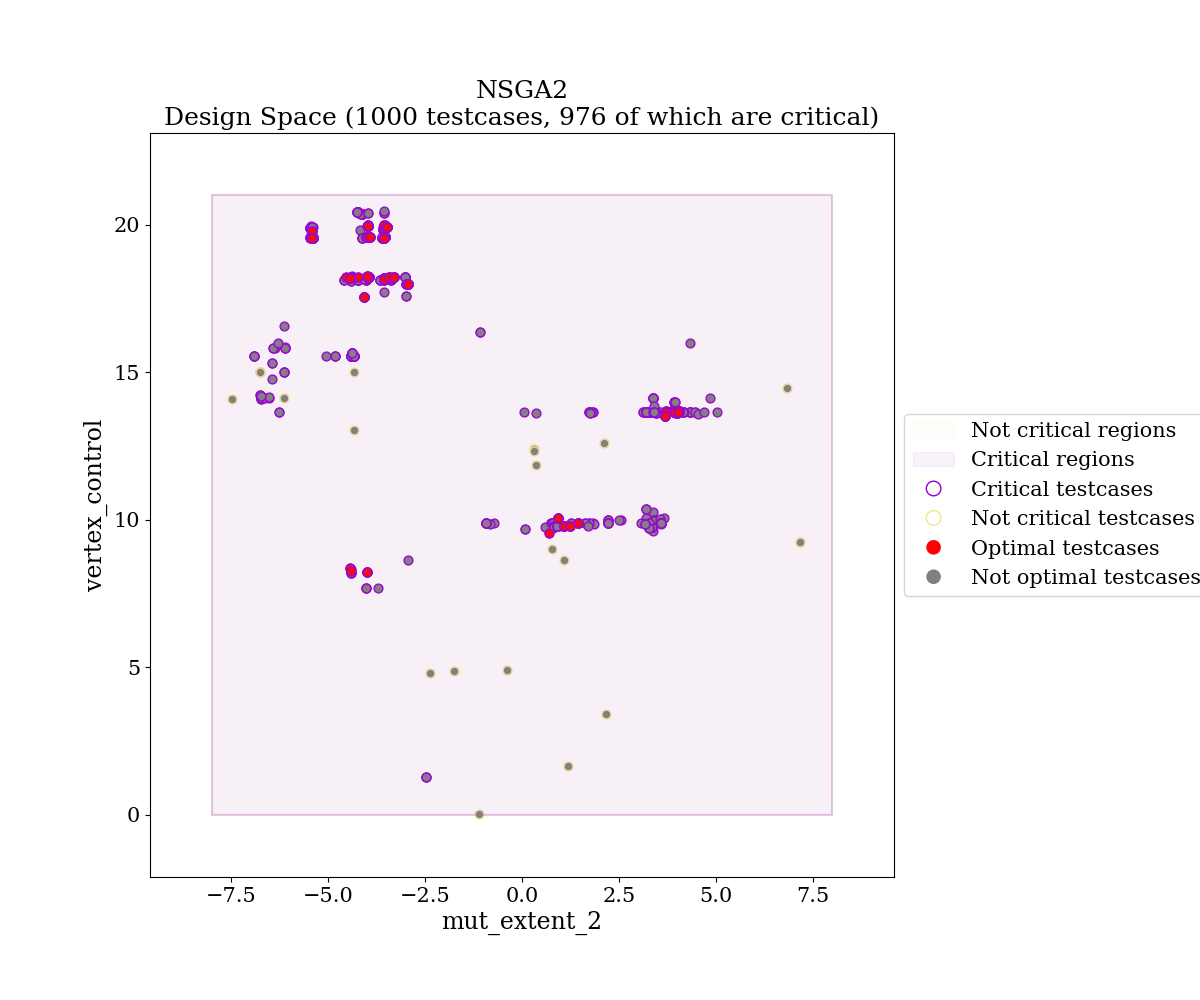 NSGA2
Design Space (1000 testcases, 976 of which are critical)
vertex_control
20
15
10
5
0
−7.5
−5.0
−2.5
0.0
2.5
5.0
7.5
mut_extent_2
Not critical regions
Critical regions
Critical testcases
Not critical testcases
Optimal testcases
Not optimal testcases